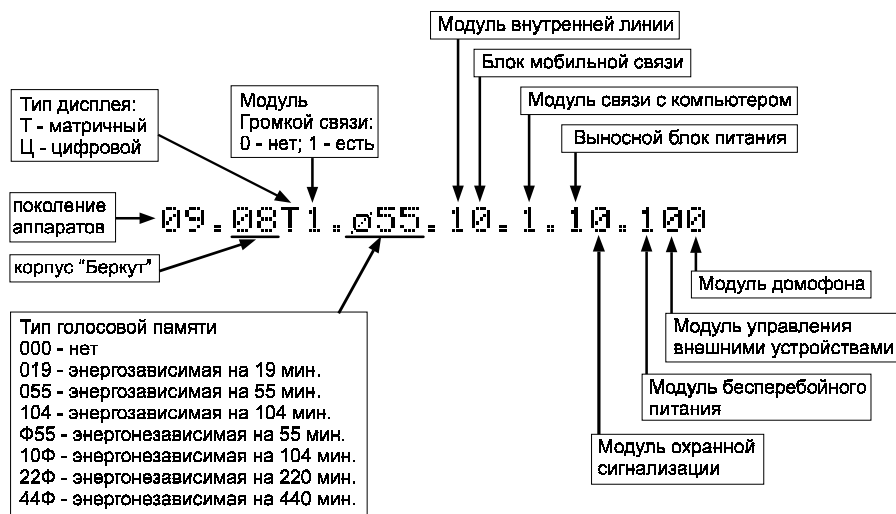 Модуль внутренней линии
Блок мобильной связи
Тип дисплея:
Т - матричный
Ц - цифровой
Модуль
Громкой связи:
0 - нет; 1 - есть
Модуль связи с компьютером
Выносной блок питания
поколение
аппаратов
09.08Т1.ф55.10.1.10.100
корпус "Беркут"
Тип голосовой памяти
000 - нет
019 - энергозависимая на 19 мин.
055 - энергозависимая на 55 мин.
104 - энергозависимая на 104 мин.
Ф55 - энергонезависимая на 55 мин.
10Ф - энергонезависимая на 104 мин.
22Ф - энергонезависимая на 220 мин.
44Ф - энергонезависимая на 440 мин.
Модуль домофона
Модуль управления
внешними устройствами
Модуль бесперебойного
питания
Модуль охранной
сигнализации